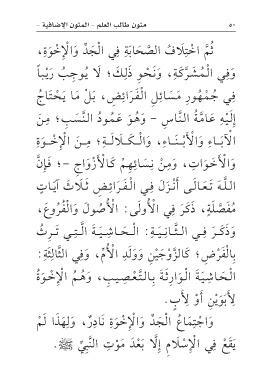 ٥٠ متون طالب العلم - المتون الإضافية -
ثُمَّ اخْتِلَافُ الصَّحَابَةِ فِي الْجَدِّ وَالْإِخْوَةِ،
وَفِي الْمُشَرَّكَةِ، وَنَحْوِ ذَلِكَ؛ لَا يُوجِبُ رَيْباً
فِي جُمْهُورِ مَسَائِلِ الْفَرَائِضِ، بَلْ مَا يَحْتَاجُ
إِلَيْهِ عَامَّةُ النَّاسِ - وَهُوَ عَمُودُ النَّسَبِ؛ مِنَ
الْآبَاءِ وَالْأَبْنَاءِ، وَالْكَلَالَةِ؛ مِنَ الْإِخْوَةِ
وَالْأَخَوَاتِ، وَمِنْ نِسَائِهِمْ كَالْأَزْوَاجِ -؛ فَإِنَّ
اللَّهَ تَعَالَى أَنْزَلَ فِي الْفَرَائِضِ ثَلَاثَ آيَاتٍ
مُفَصَّلَةٍ، ذَكَرَ فِي الْأُولَى: الْأُصُولَ وَالْفُرُوعَ،
وَذَكَرَ فِي الثَّانِيَةِ: الْحَاشِيَةَ الَّتِي تَرِثُ
بِالْفَرْضِ؛ كَالزَّوْجَيْنِ وَوَلَدِ الْأُمِّ، وَفِي الثَّالِثَةِ:
الْحَاشِيَةَ الْوَارِثَةَ بِالتَّعْصِيبِ، وَهُمُ الْإِخْوَةُ
لِأَبَوَيْنِ أَوْ لِأَبٍ.
وَاجْتِمَاعُ الْجَدِّ وَالْإِخْوَةِ نَادِرٌ، وَلِهَذَا لَمْ
يَقَعْ فِي الْإِسْلَامِ إِلَّا بَعْدَ مَوْتِ النَّبِيِّ ﷺ.